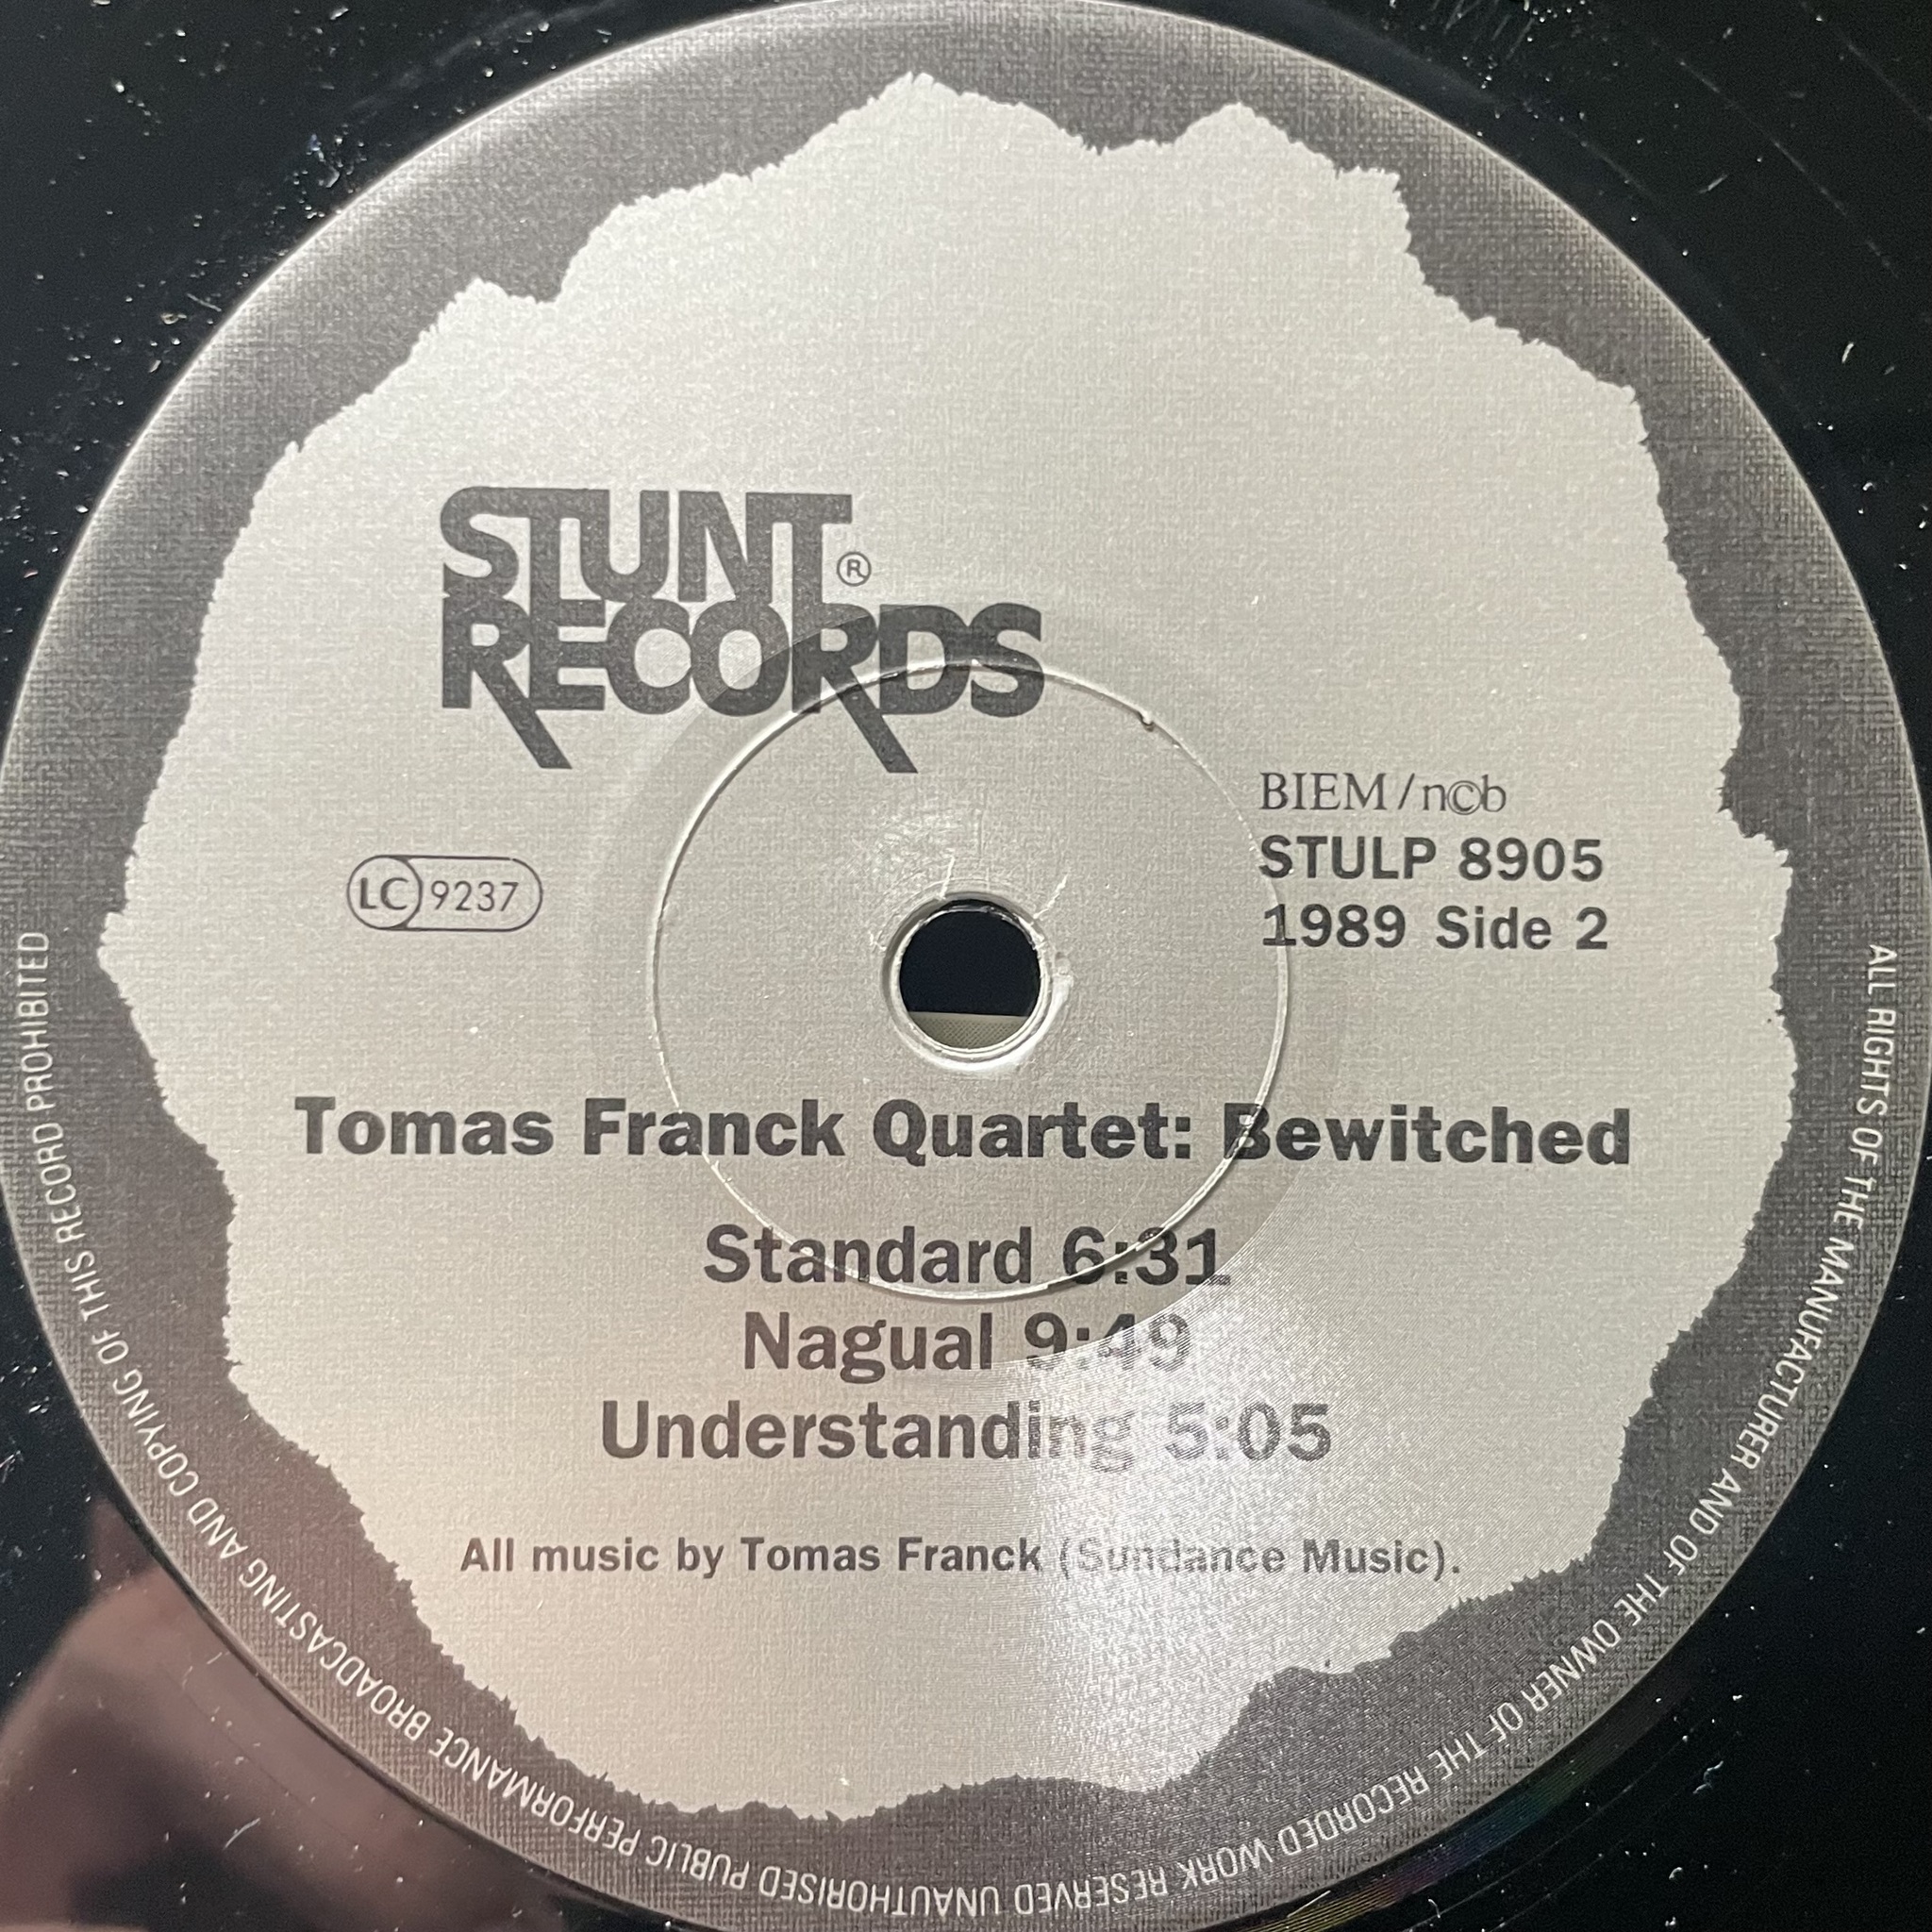 STUNT®
RECORDS
BIEM/n©b
LC 9237
STULP 8905
1989 Side 2
Tomas Franck Quartet: Bewitched
Standard 6:31
Nagual 9:49
Understanding 5:05
All music by Tomas Franck (Sundance Music).
ALL RIGHTS OF THE MANUFACTURER AND OF THE OWNER OF THE RECORDED WORK RESERVED UNAUTHORISED PUBLIC PERFORMANCE BROADCASTING AND COPYING OF THIS RECORD PROHIBITED